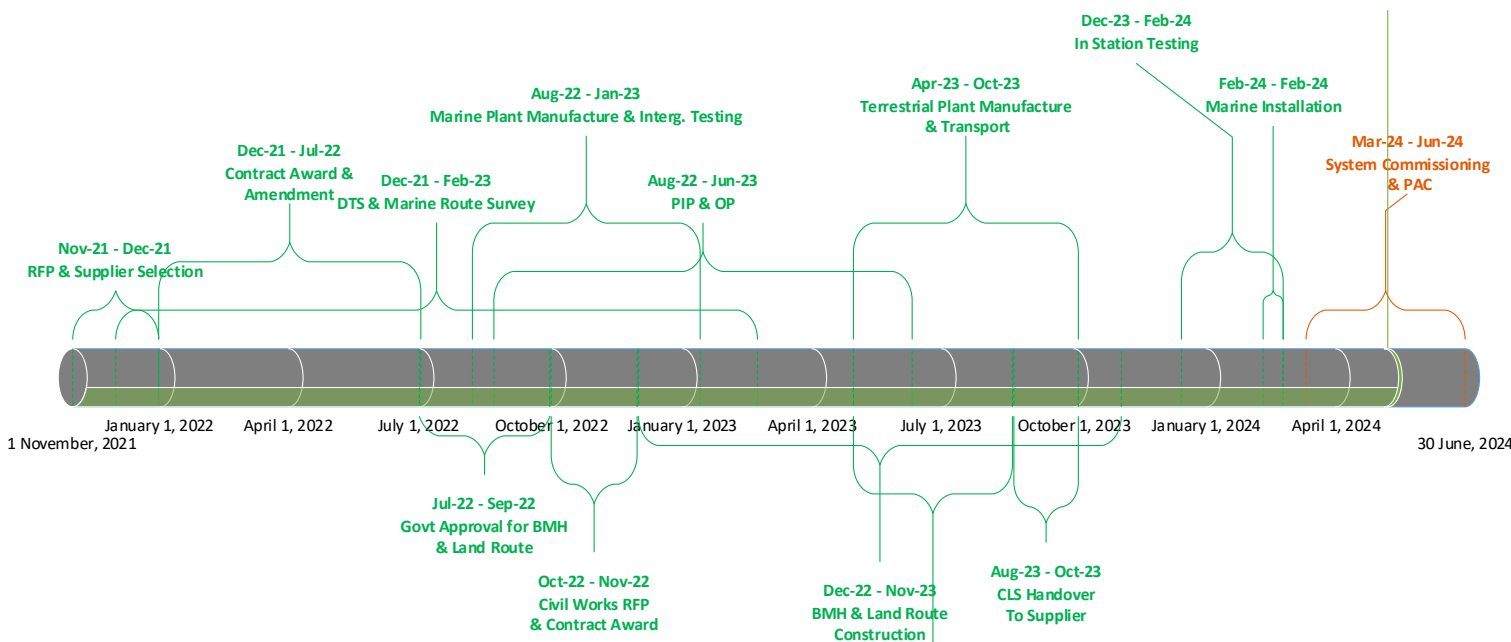 Dec-23 - Feb-24
In Station Testing
Feb-24 - Feb-24
Marine Installation
Apr-23 - Oct-23
Terrestrial Plant Manufacture
& Transport
Aug-22 - Jan-23
Marine Plant Manufacture & Interg. Testing
Mar-24 - Jun-24
System Commissioning
& PAC
Dec-21 - Jul-22
Contract Award &
Amendment
Dec-21 - Feb-23
DTS & Marine Route Survey
Aug-22 - Jun-23
PIP & OP
Nov-21 - Dec-21
RFP & Supplier Selection
January 1, 2022
April 1, 2022
July 1, 2022
October 1, 2022
January 1, 2023
April 1, 2023
July 1, 2023
October 1, 2023
January 1, 2024
April 1, 2024
1 November, 2021
30 June, 2024
Jul-22 - Sep-22
Govt Approval for BMH
& Land Route
Oct-22 - Nov-22
Civil Works RFP
& Contract Award
Dec-22 - Nov-23
BMH & Land Route
Construction
Aug-23 - Oct-23
CLS Handover
To Supplier